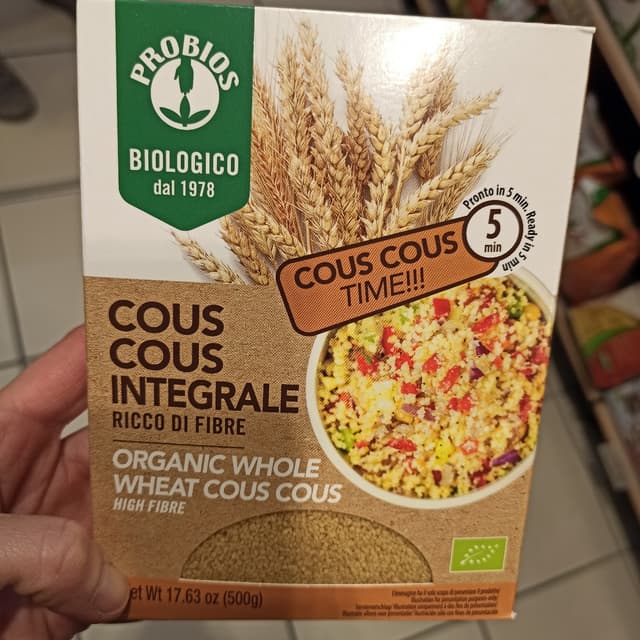 PROBIOS
BIOLOGICO
dal 1978
Pronto in 5 min. Ready in 5 min
5
min
COUS COUS
TIME!!!
COUS
COUS
INTEGRALE
RICCO DI FIBRE
ORGANIC WHOLE
WHEAT COUS COUS
HIGH FIBRE
et Wt 17.63 oz (500g)